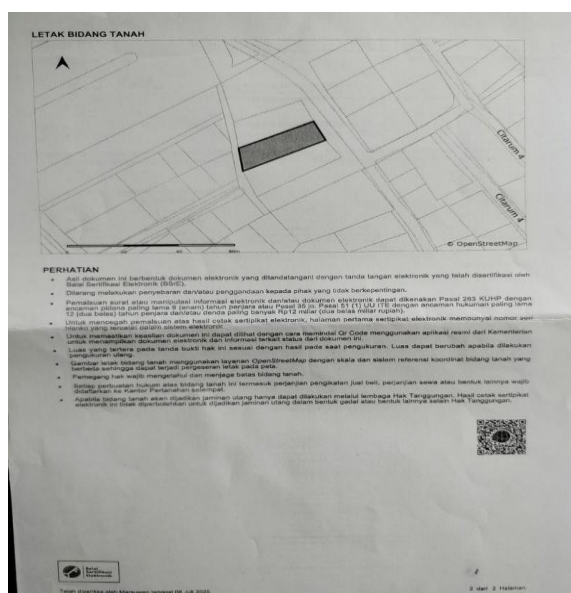 LETAK BIDANG TANAH
Citarum 4
Citarum 4
© OpenStreetMap
PERHATIAN
Asli dokumen ini berbentuk dokumen elektronik yang ditandatangani dengan tanda tangan elektronik yang telah disertifikasi oleh
Balai Sertifikasi Elektronik (BSrE).
Dilarang melakukan penyebaran dan/atau penggandaan kepada pihak yang tidak berkepentingan.
Pemalsuan surat atau manipulasi informasi elektronik dan/atau dokumen elektronik dapat dikenakan Pasal 263 KUHP dengan
ancaman pidana paling lama 6 (enam) tahun penjara atau Pasal 35 jo. Pasal 51 (1) UU ITE dengan ancaman hukuman paling lama
12 (dua belas) tahun penjara dan/atau denda paling banyak Rp12 miliar (dua belas miliar rupiah).
Untuk mencegah pemalsuan atas hasil cetak sertipikat elektronik, halaman pertama sertipikat elektronik mempunyai nomor seri
blanko yang tercatat dalam sistem elektronik.
Untuk memastikan keaslian dokumen ini dapat dilihat dengan cara memindai Qr Code menggunakan aplikasi resmi dari Kementerian
untuk menampilkan dokumen elektronik dan informasi terkait status dari dokumen ini.
Luas yang tertera pada tanda bukti hak ini sesuai dengan hasil pada saat pengukuran. Luas dapat berubah apabila dilakukan
pengukuran ulang.
Gambar letak bidang tanah menggunakan layanan OpenStreetMap dengan skala dan sistem referensi koordinat bidang tanah yang
berbeda sehingga dapat terjadi pergeseran letak pada peta.
Pemegang hak wajib mengetahui dan menjaga batas bidang tanah.
Setiap perbuatan hukum atas bidang tanah ini termasuk perjanjian pengikatan jual beli, perjanjian sewa atau bentuk lainnya wajib
didaftarkan ke Kantor Pertanahan setempat.
Apabila bidang tanah akan dijadikan jaminan utang hanya dapat dilakukan melalui lembaga Hak Tanggungan. Hasil cetak sertipikat
elektronik ini tidak diperbolehkan untuk dijadikan jaminan utang dalam bentuk gadai atau bentuk lainnya selain Hak Tanggungan.
Balai
Sertifikasi
Elektronik
2 dari 2 Halaman